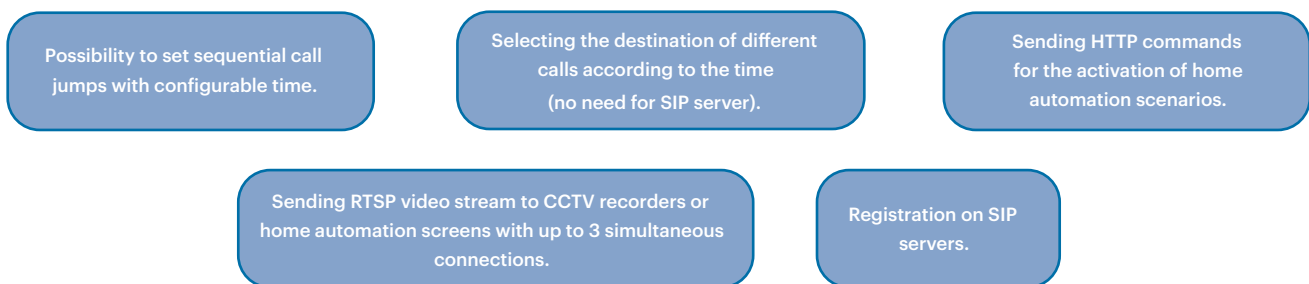 Possibility to set sequential call
jumps with configurable time.
Selecting the destination of different
calls according to the time
(no need for SIP server).
Sending HTTP commands
for the activation of home
automation scenarios.
Sending RTSP video stream to CCTV recorders or
home automation screens with up to 3 simultaneous
connections.
Registration on SIP
servers.